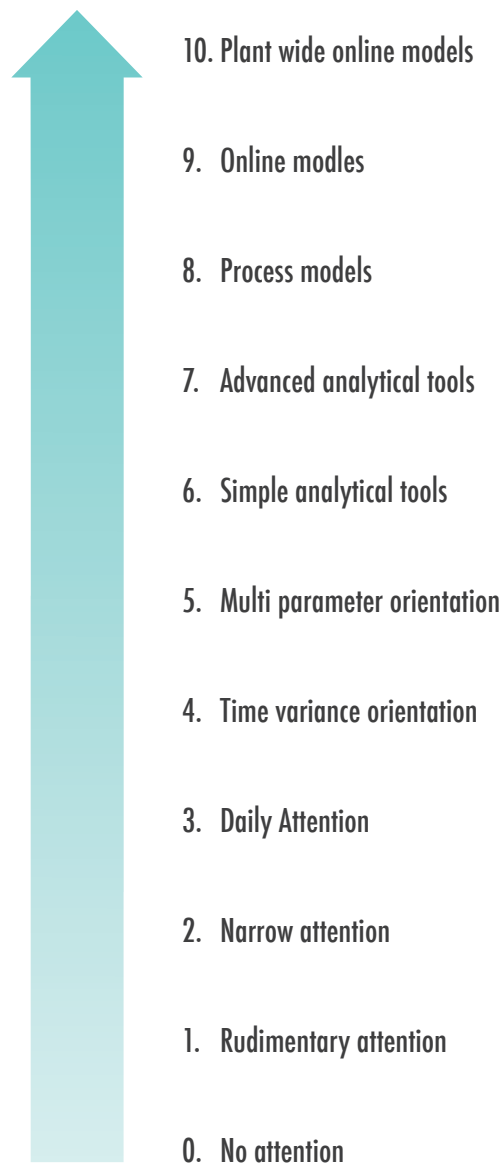 10. Plant wide online models
9. Online modles
8. Process models
7. Advanced analytical tools
6. Simple analytical tools
5. Multi parameter orientation
4. Time variance orientation
3. Daily Attention
2. Narrow attention
1. Rudimentary attention
0. No attention